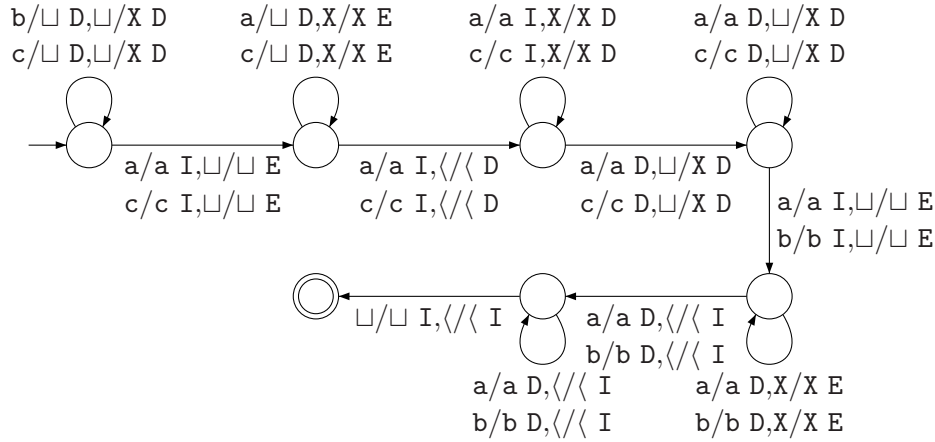 b/⊔ D,⊔/X D
c/⊔ D,⊔/X D
a/⊔ D,X/X E
c/⊔ D,X/X E
a/a I,X/X D
c/c I,X/X D
a/a D,⊔/X D
c/c D,⊔/X D
a/a I,⊔/⊔ E
c/c I,⊔/⊔ E
a/a I,⟨/⟨ D
c/c I,⟨/⟨ D
a/a D,⊔/X D
c/c D,⊔/X D
a/a I,⊔/⊔ E
b/b I,⊔/⊔ E
⊔/⊔ I,⟨/⟨ I
a/a D,⟨/⟨ I
b/b D,⟨/⟨ I
a/a D,⟨/⟨ I
b/b D,⟨/⟨ I
a/a D,X/X E
b/b D,X/X E